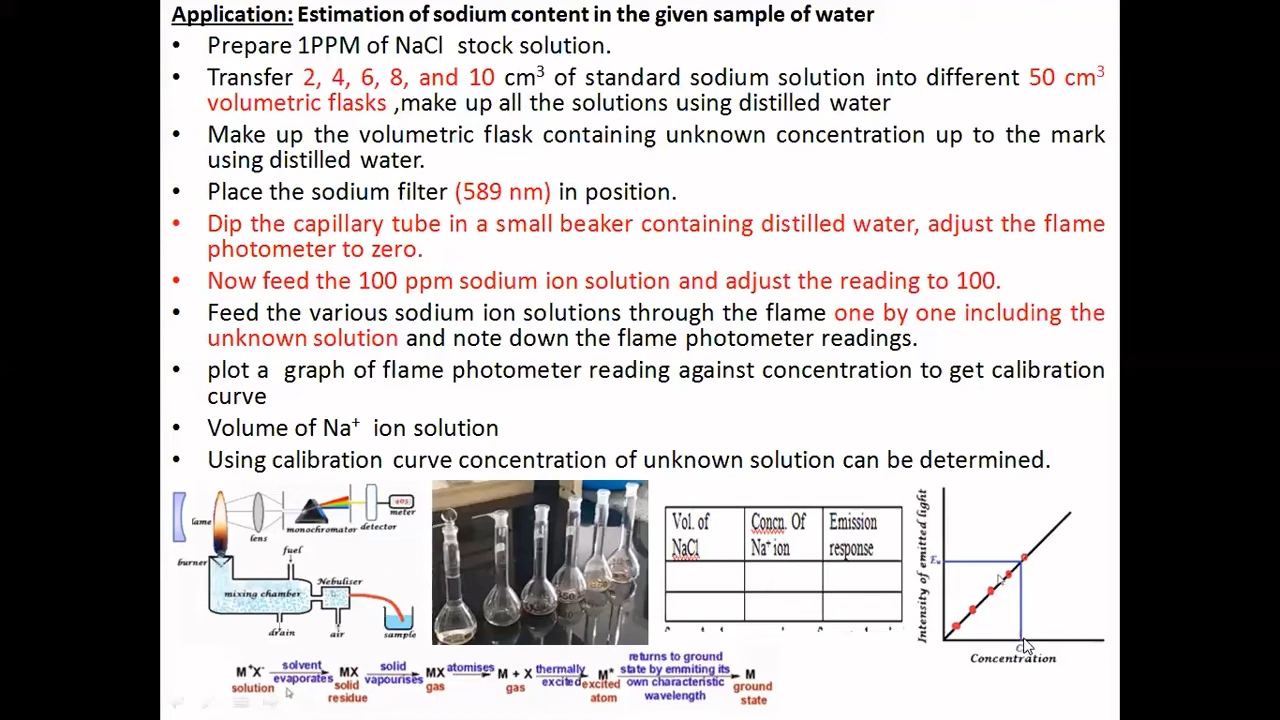 Application: Estimation of sodium content in the given sample of water
• Prepare 1PPM of NaCl stock solution.
• Transfer 2, 4, 6, 8, and 10 cm³ of standard sodium solution into different 50 cm³
volumetric flasks ,make up all the solutions using distilled water
• Make up the volumetric flask containing unknown concentration up to the mark
using distilled water.
• Place the sodium filter (589 nm) in position.
• Dip the capillary tube in a small beaker containing distilled water, adjust the flame
photometer to zero.
• Now feed the 100 ppm sodium ion solution and adjust the reading to 100.
• Feed the various sodium ion solutions through the flame one by one including the
unknown solution and note down the flame photometer readings.
• plot a graph of flame photometer reading against concentration to get calibration
curve
• Volume of Na⁺ ion solution
• Using calibration curve concentration of unknown solution can be determined.
lame
lens
monochromator
detector
meter
burner
fuel
Nebuliser
mixing chamber
drain
air
sample
Vol. of
NaCl
Concn. Of
Na⁺ ion
Emission
response
Intensity of emitted light
Concentration
M⁺X⁻
solution
solvent
evaporates
MX
solid
residue
solid
vapourises
MX
gas
atomises
M + X
gas
thermally
excited
M*
excited
atom
returns to ground
state by emmiting its
own characteristic
wavelength
M
ground
state